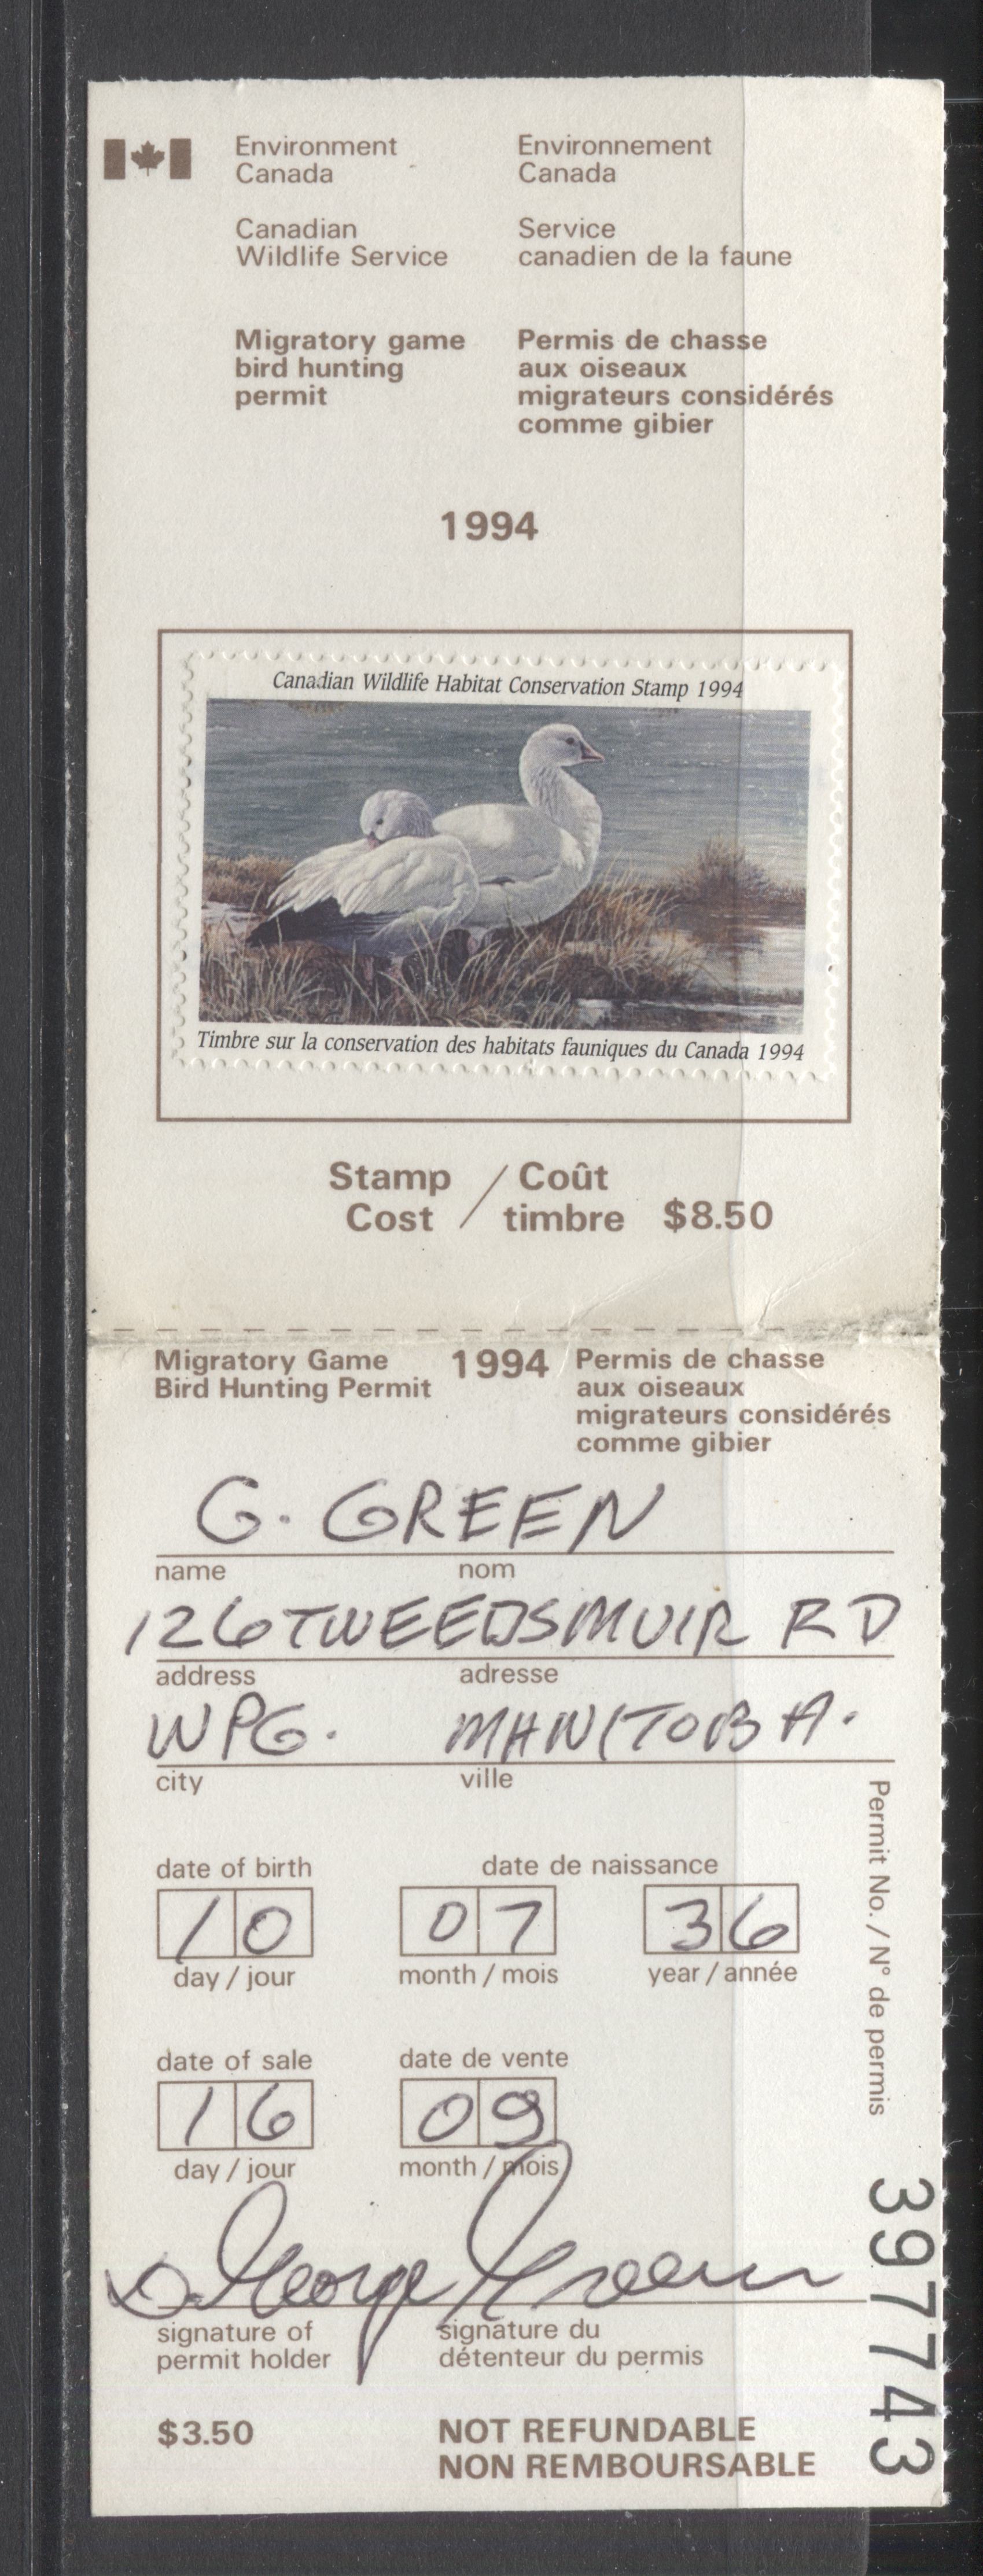 Environment Canada
Environnement Canada
Canadian Wildlife Service
Service canadien de la faune
Migratory game bird hunting permit
Permis de chasse aux oiseaux migrateurs considérés comme gibier
1994
Canadian Wildlife Habitat Conservation Stamp 1994
Timbre sur la conservation des habitats fauniques du Canada 1994
Stamp Cost / Coût timbre $8.50
Migratory Game Bird Hunting Permit
1994
Permis de chasse aux oiseaux migrateurs considérés comme gibier
G. GREEN
name nom
126 TWEEDSMUIR RD
address adresse
WPG. MANITOBA.
city ville
date of birth date de naissance
10 07 36
day / jour month / mois year / année
date of sale date de vente
16 09
day / jour month / mois
George Green
signature of permit holder
signature du détenteur du permis
$3.50
NOT REFUNDABLE
NON REMBOURSABLE
Permit No. / N° de permis
397743